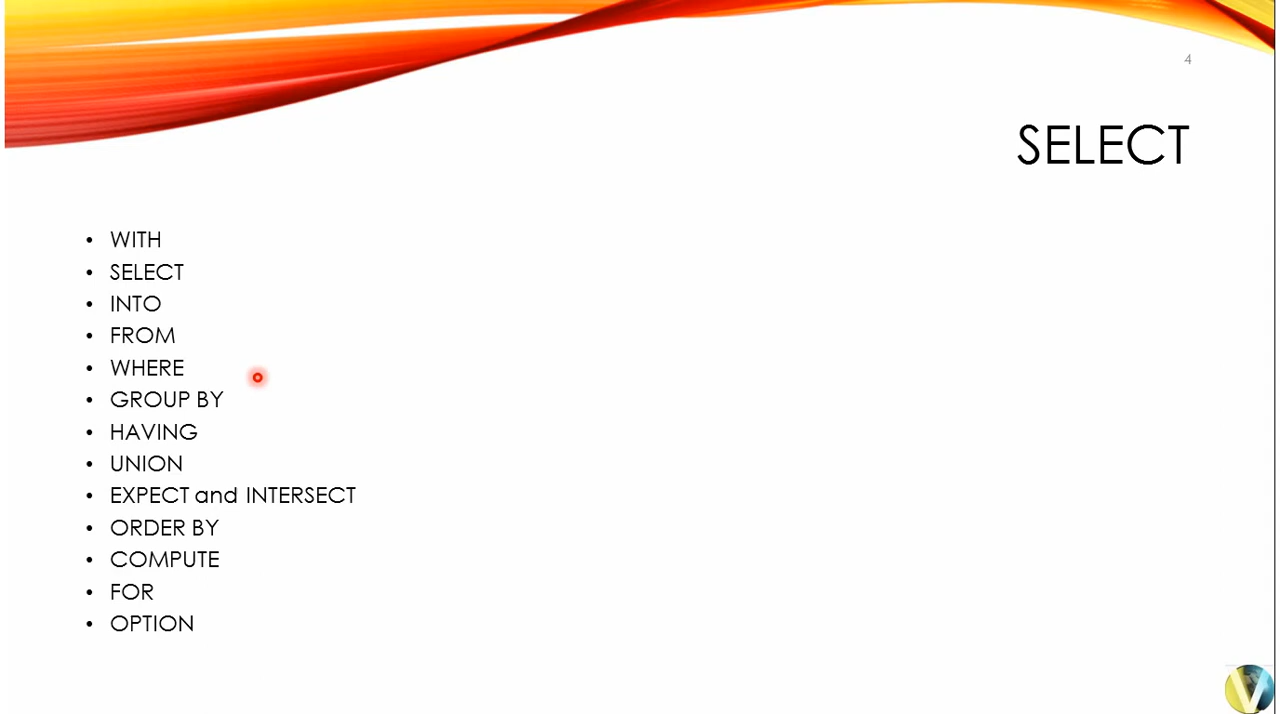 4
SELECT
• WITH
• SELECT
• INTO
• FROM
• WHERE
• GROUP BY
• HAVING
• UNION
• EXPECT and INTERSECT
• ORDER BY
• COMPUTE
• FOR
• OPTION
V